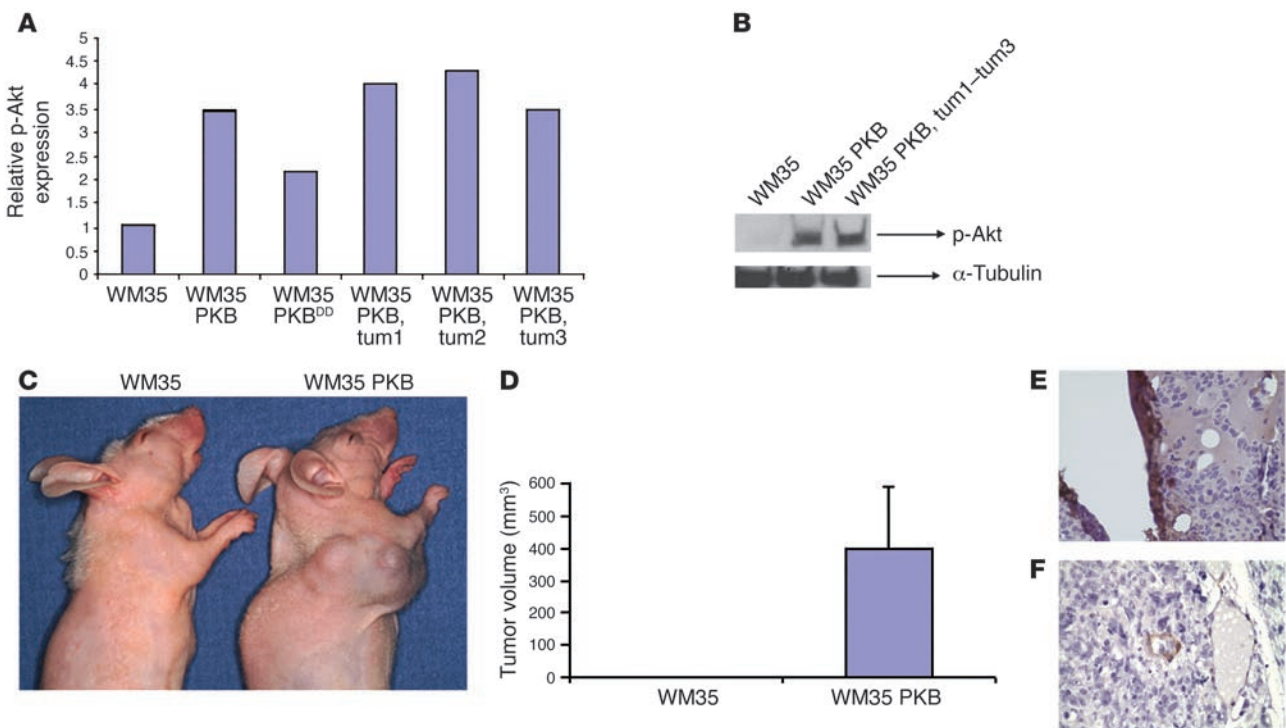 A
Relative p-Akt
expression
5
4.5
4
3.5
3
2.5
2
1.5
1
0.5
0
WM35
WM35
PKB
WM35
PKBᴰᴰ
WM35
PKB,
tum1
WM35
PKB,
tum2
WM35
PKB,
tum3
B
WM35
WM35 PKB
WM35 PKB, tum1–tum3
p-Akt
α-Tubulin
C
WM35
WM35 PKB
D
Tumor volume (mm³)
600
500
400
300
200
100
0
WM35
WM35 PKB
E
F